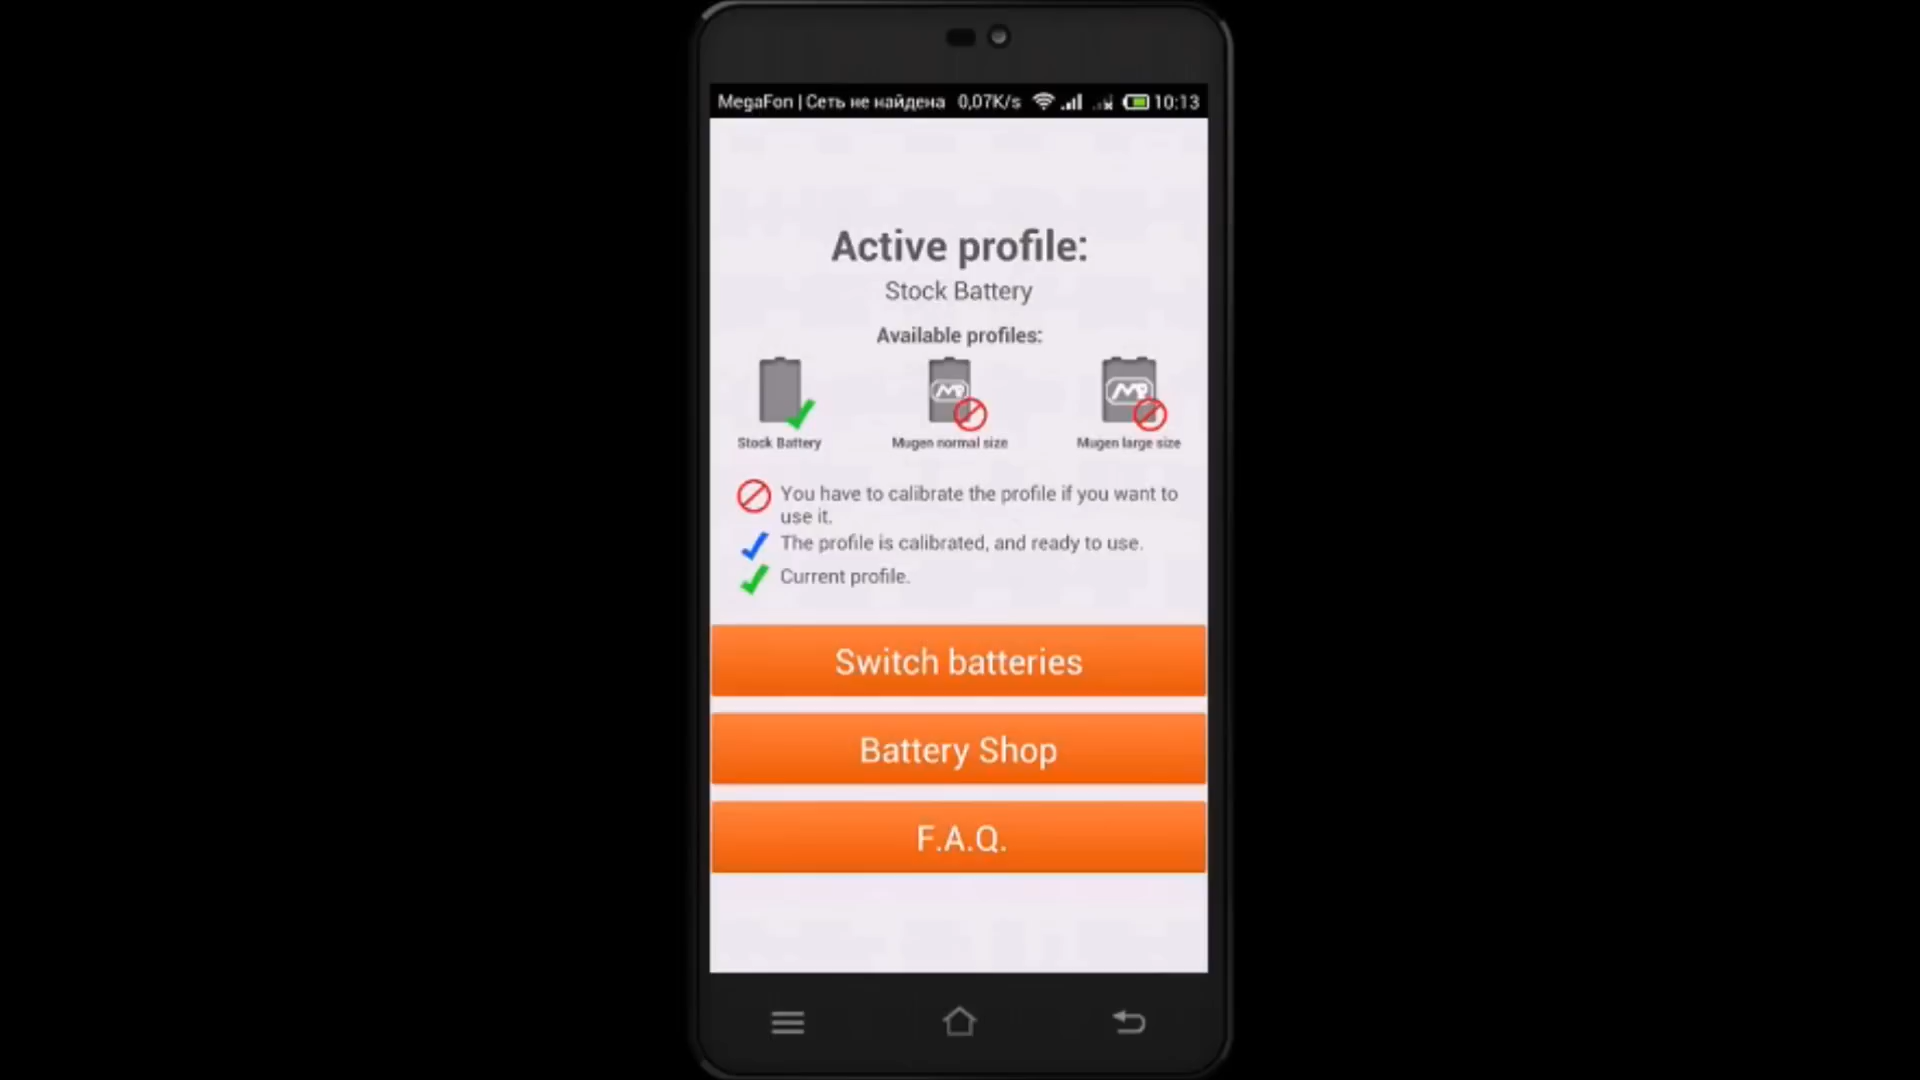 MegaFon | Сеть не найдена 0,07K/s 10:13
Active profile:
Stock Battery
Available profiles:
Stock Battery Mugen normal size Mugen large size
You have to calibrate the profile if you want to
use it.
The profile is calibrated, and ready to use.
Current profile.
Switch batteries
Battery Shop
F.A.Q.